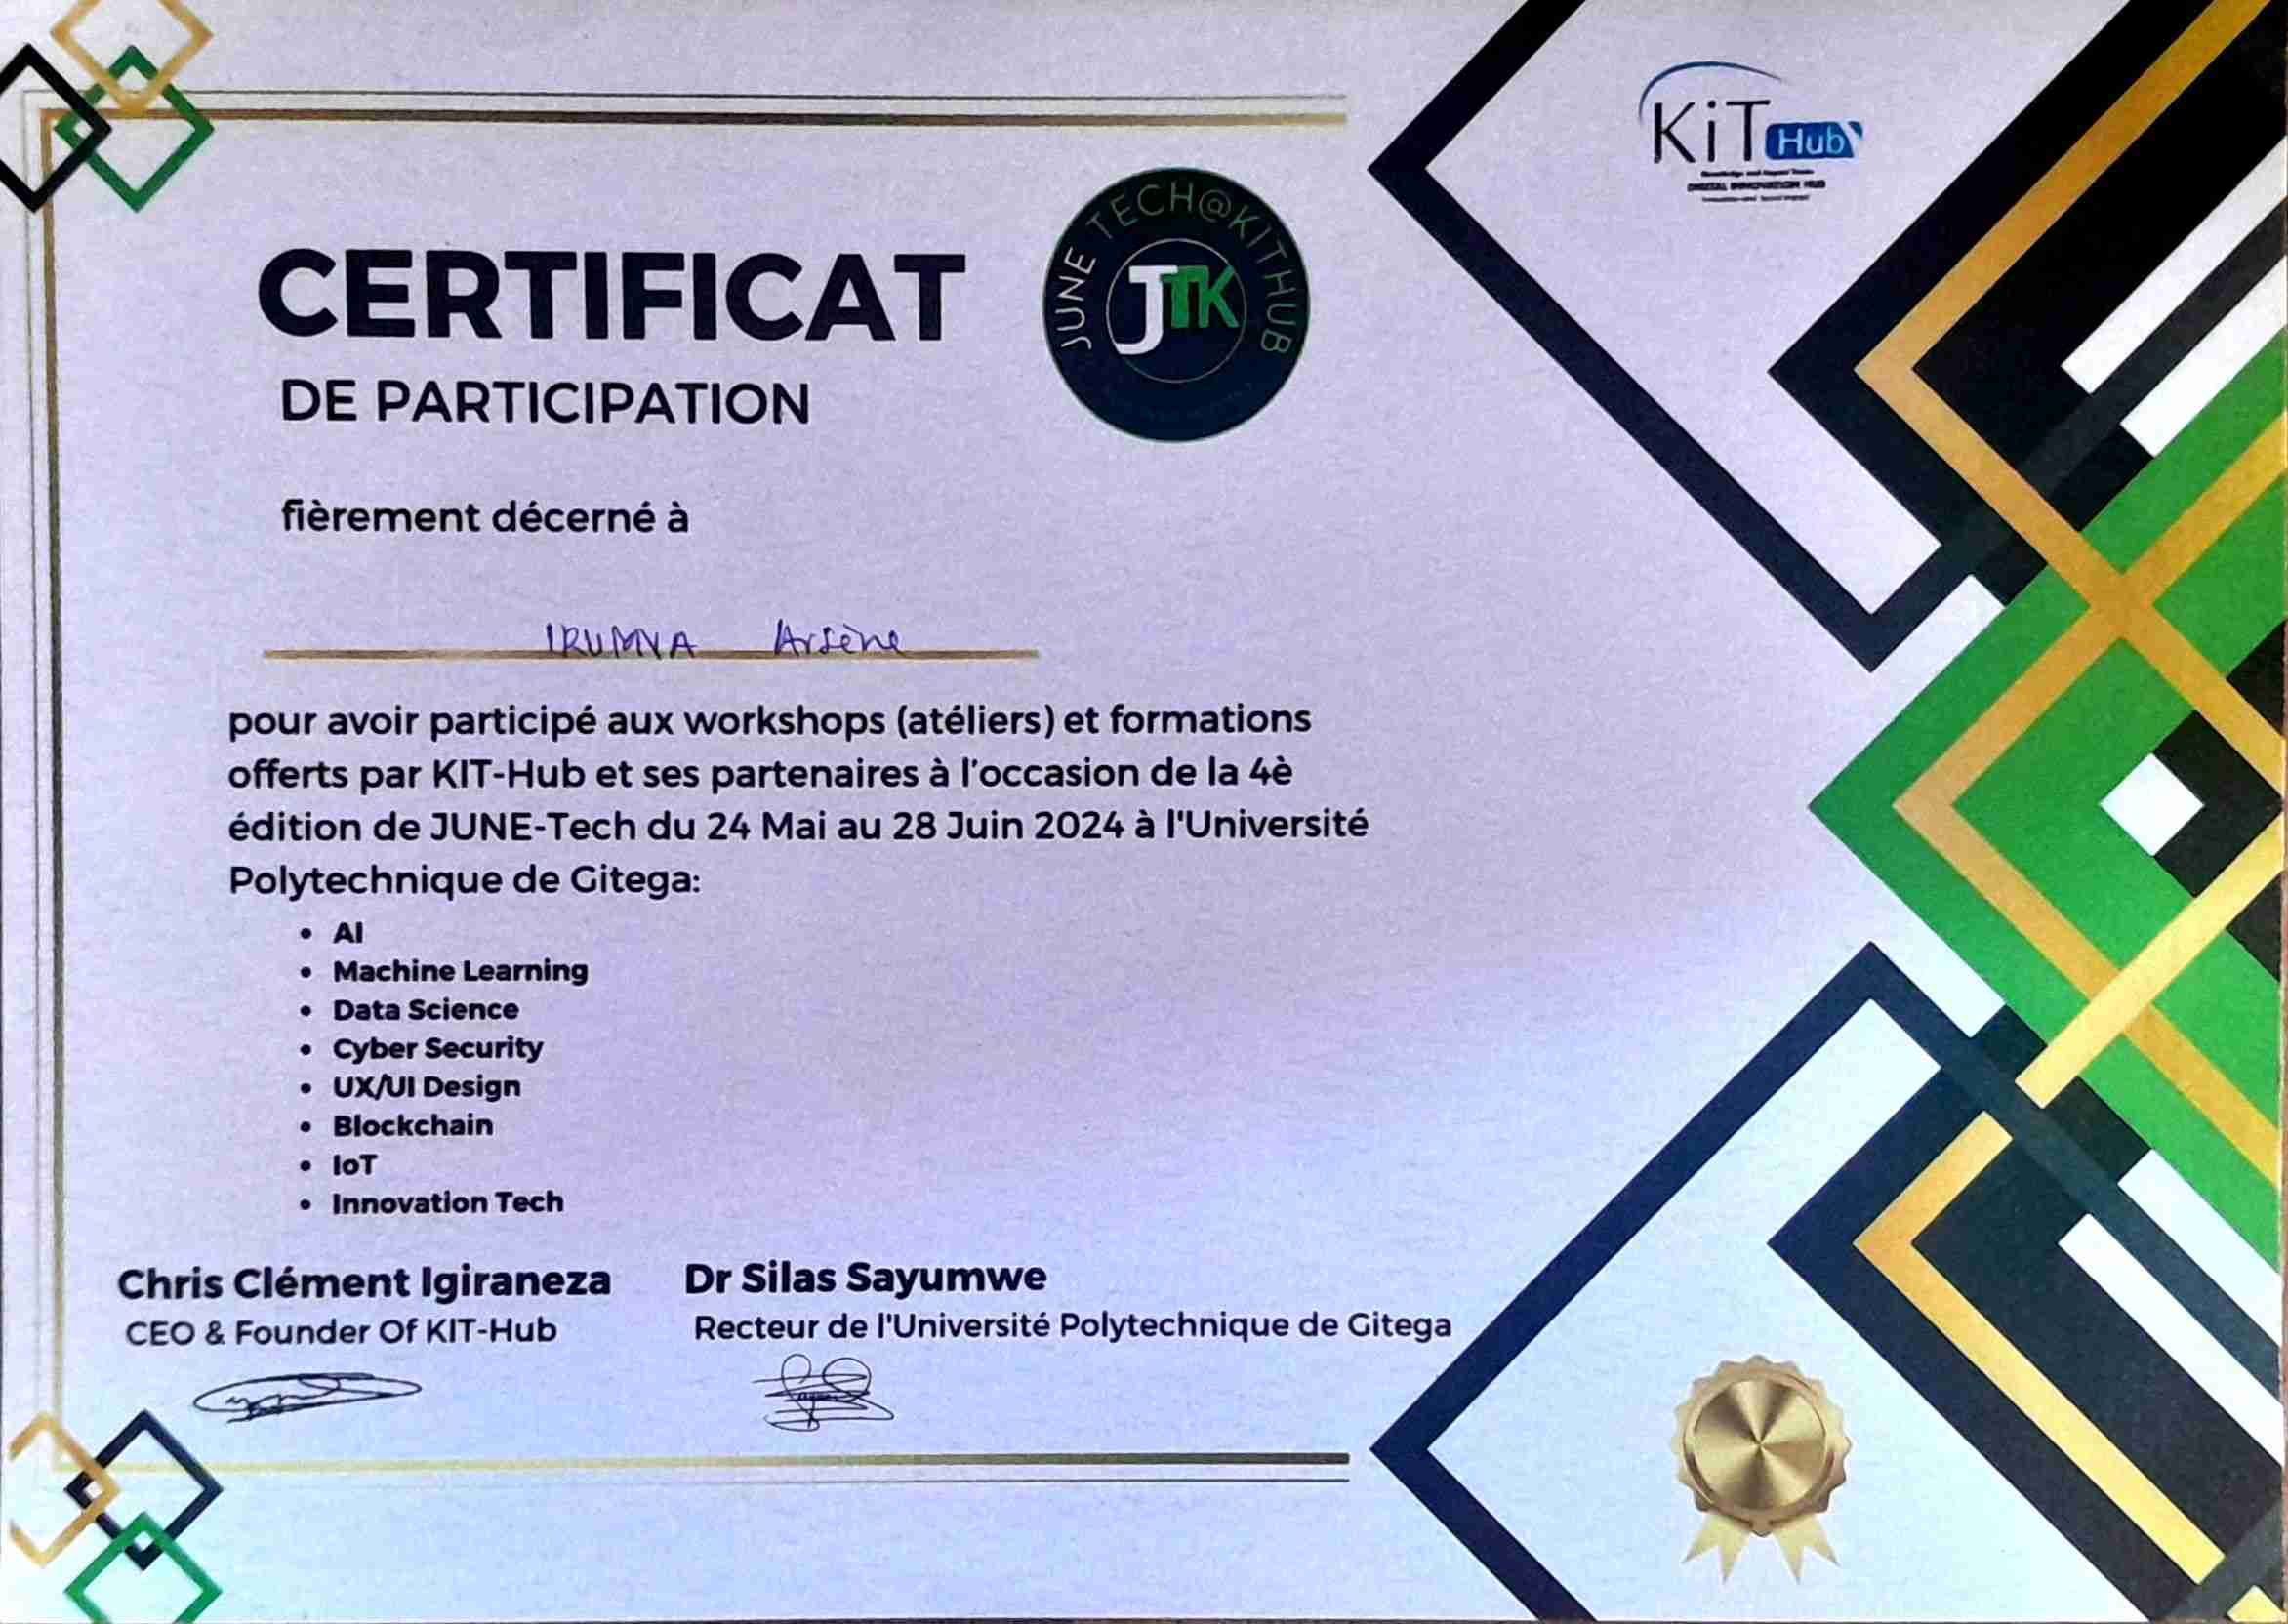 KiT Hub
DIGITAL INNOVATION HUB
JUNE TECH@KITHUB
JTK
CERTIFICAT
DE PARTICIPATION
fièrement décerné à
IRUMVA Arsène
pour avoir participé aux workshops (atéliers) et formations
offerts par KIT-Hub et ses partenaires à l'occasion de la 4è
édition de JUNE-Tech du 24 Mai au 28 Juin 2024 à l'Université
Polytechnique de Gitega:
• AI
• Machine Learning
• Data Science
• Cyber Security
• UX/UI Design
• Blockchain
• IoT
• Innovation Tech
Chris Clément Igiraneza
CEO & Founder Of KIT-Hub
Dr Silas Sayumwe
Recteur de l'Université Polytechnique de Gitega